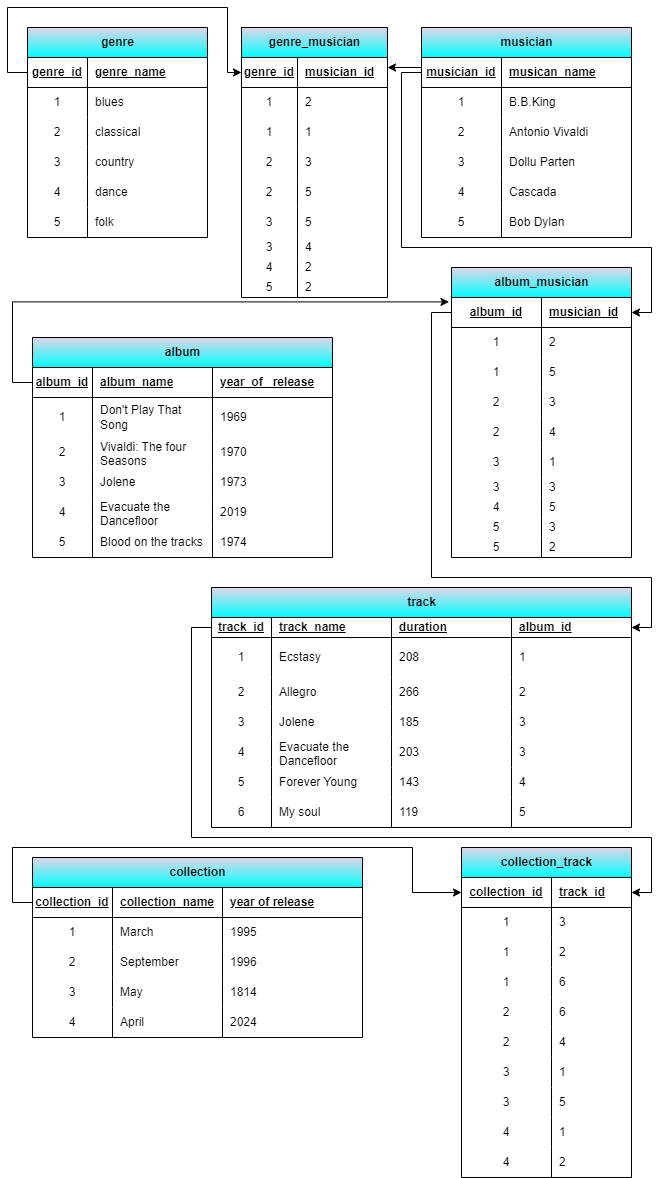 genre
genre_id genre_name
1 blues
2 classical
3 country
4 dance
5 folk
genre_musician
genre_id musician_id
1 2
1 1
2 3
2 5
3 5
3 4
4 2
5 2
musician
musician_id musican_name
1 B.B.King
2 Antonio Vivaldi
3 Dollu Parten
4 Cascada
5 Bob Dylan
album_musician
album_id musician_id
1 2
1 5
2 3
2 4
3 1
3 3
4 5
5 3
5 2
album
album_id album_name year_of_ release
1 Don't Play That
Song 1969
2 Vivaldi: The four
Seasons 1970
3 Jolene 1973
4 Evacuate the
Dancefloor 2019
5 Blood on the tracks 1974
track
track_id track_name duration album_id
1 Ecstasy 208 1
2 Allegro 266 2
3 Jolene 185 3
4 Evacuate the
Dancefloor 203 3
5 Forever Young 143 4
6 My soul 119 5
collection
collection_id collection_name year of release
1 March 1995
2 September 1996
3 May 1814
4 April 2024
collection_track
collection_id track_id
1 3
1 2
1 6
2 6
2 4
3 1
3 5
4 1
4 2